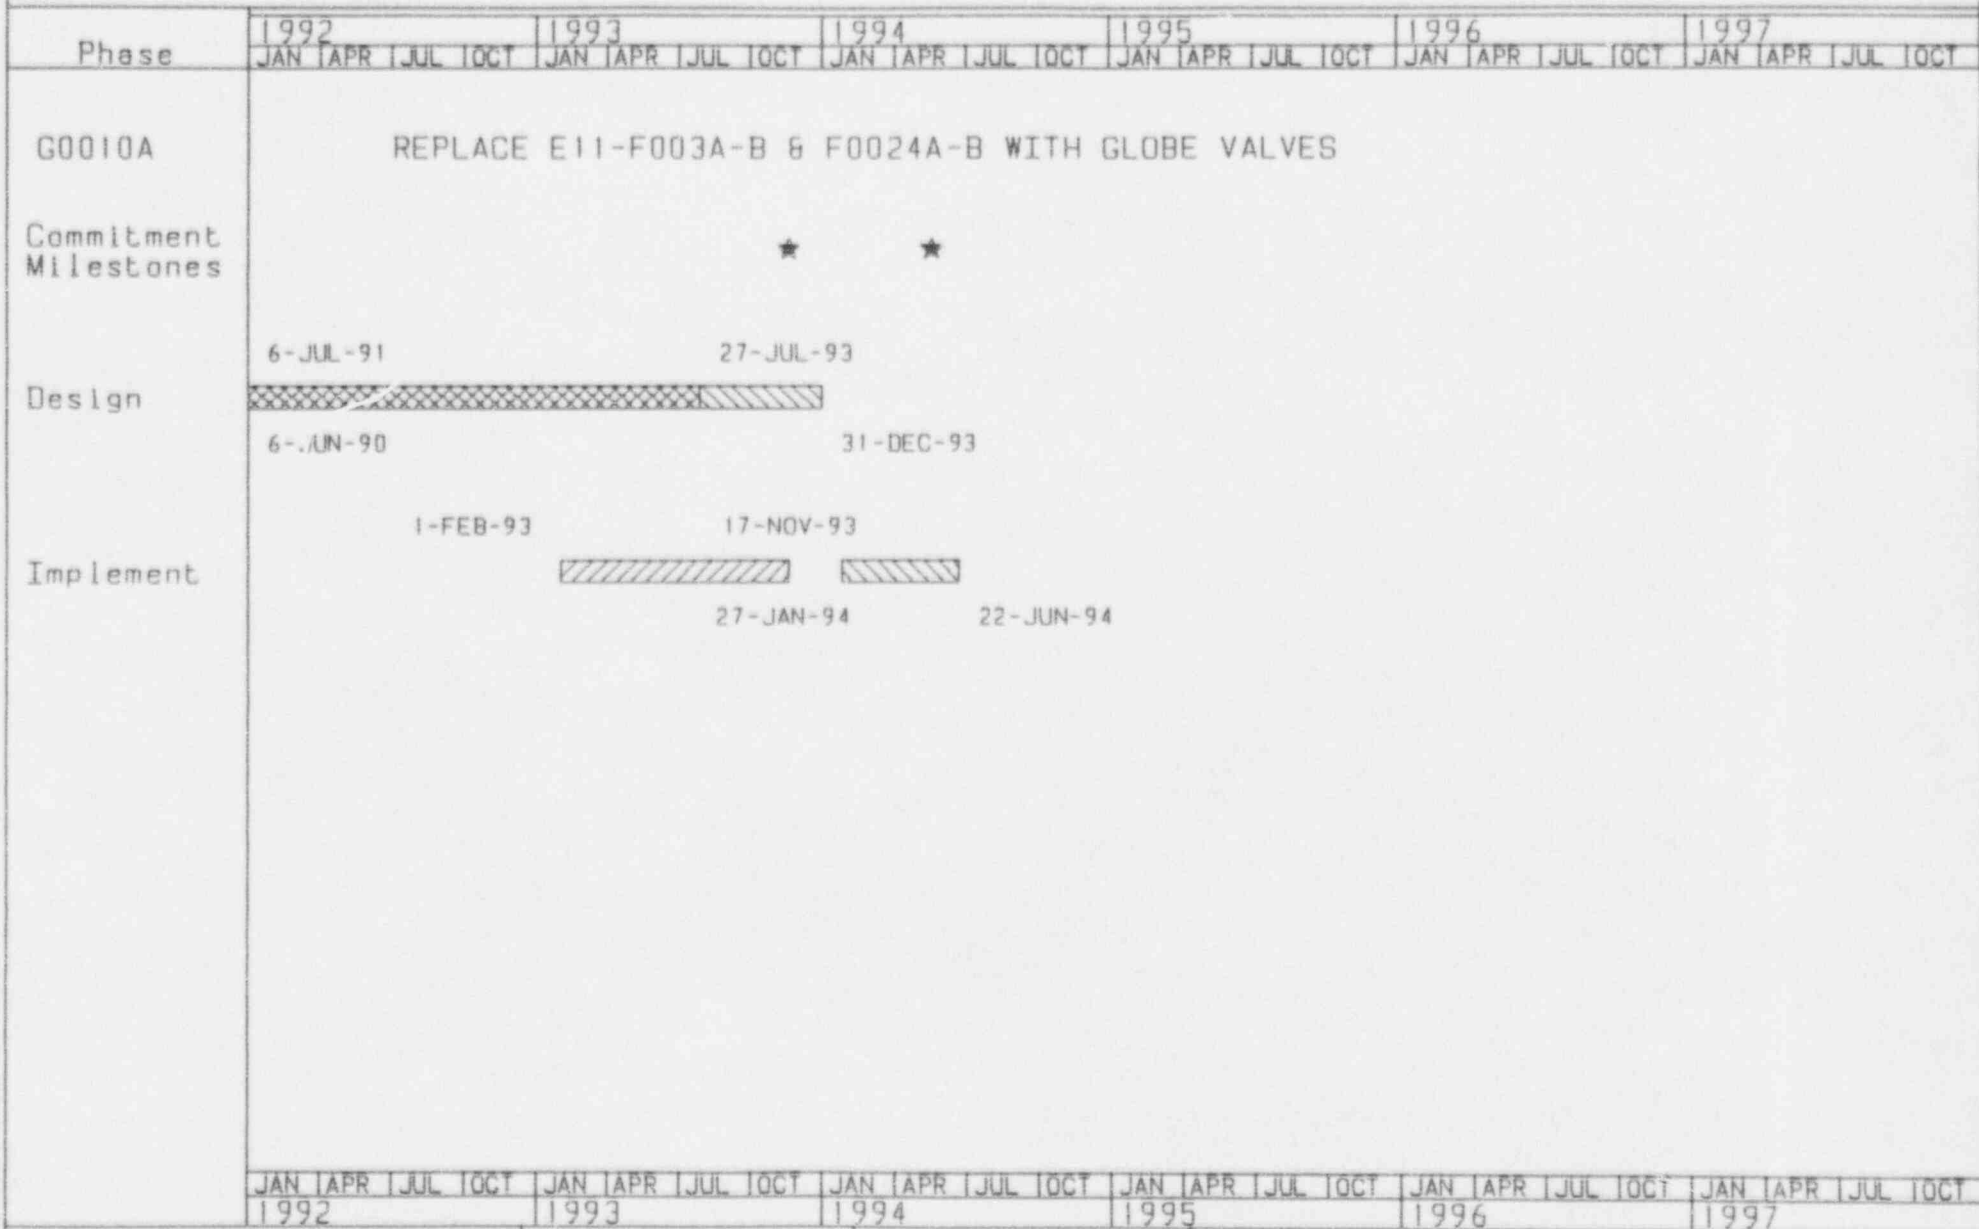 1992 1993 1994 1995 1996 1997
Phase JAN APR JUL OCT JAN APR JUL OCT JAN APR JUL OCT JAN APR JUL OCT JAN APR JUL OCT JAN APR JUL OCT
G0010A REPLACE E11-F003A-B & F0024A-B WITH GLOBE VALVES
Commitment
Milestones
6-JUL-91 27-JUL-93
Design
6-JUN-90 31-DEC-93
1-FEB-93 17-NOV-93
Implement
27-JAN-94 22-JUN-94
JAN APR JUL OCT JAN APR JUL OCT JAN APR JUL OCT JAN APR JUL OCT JAN APR JUL OCT JAN APR JUL OCT
1992 1993 1994 1995 1996 1997